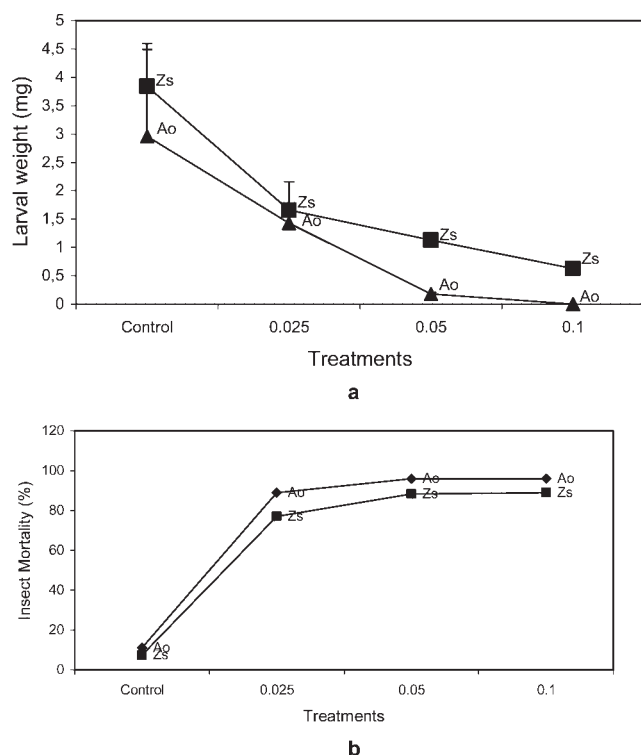 5
4,5
4
3,5
3
2,5
2
1,5
1
0,5
0
Larval weight (mg)
Zs
Ao
Zs
Ao
Zs
Ao
Zs
Ao
Control 0.025 0.05 0.1
Treatments
a
120
100
80
60
40
20
0
Insect Mortality (%)
Ao
Zs
Ao
Zs
Ao
Zs
Ao
Zs
Control 0.025 0.05 0.1
Treatments
b